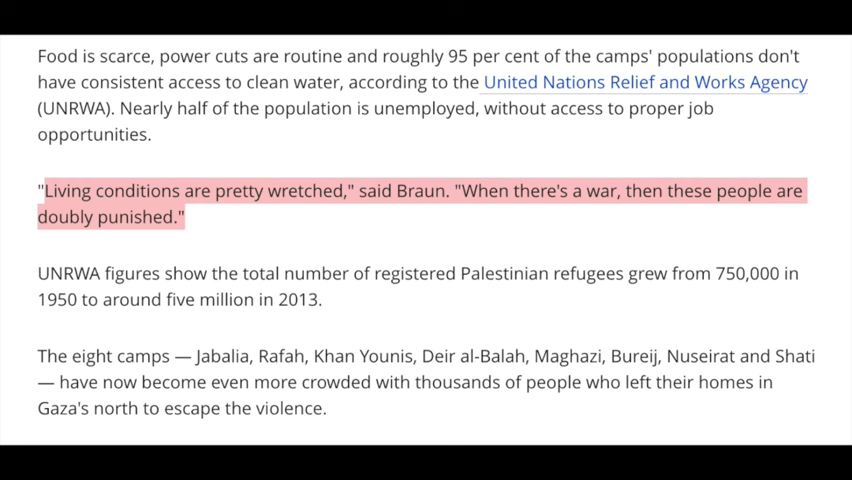 Food is scarce, power cuts are routine and roughly 95 per cent of the camps' populations don't
have consistent access to clean water, according to the United Nations Relief and Works Agency
(UNRWA). Nearly half of the population is unemployed, without access to proper job
opportunities.
"Living conditions are pretty wretched," said Braun. "When there's a war, then these people are
doubly punished."
UNRWA figures show the total number of registered Palestinian refugees grew from 750,000 in
1950 to around five million in 2013.
The eight camps — Jabalia, Rafah, Khan Younis, Deir al-Balah, Maghazi, Bureij, Nuseirat and Shati
— have now become even more crowded with thousands of people who left their homes in
Gaza's north to escape the violence.